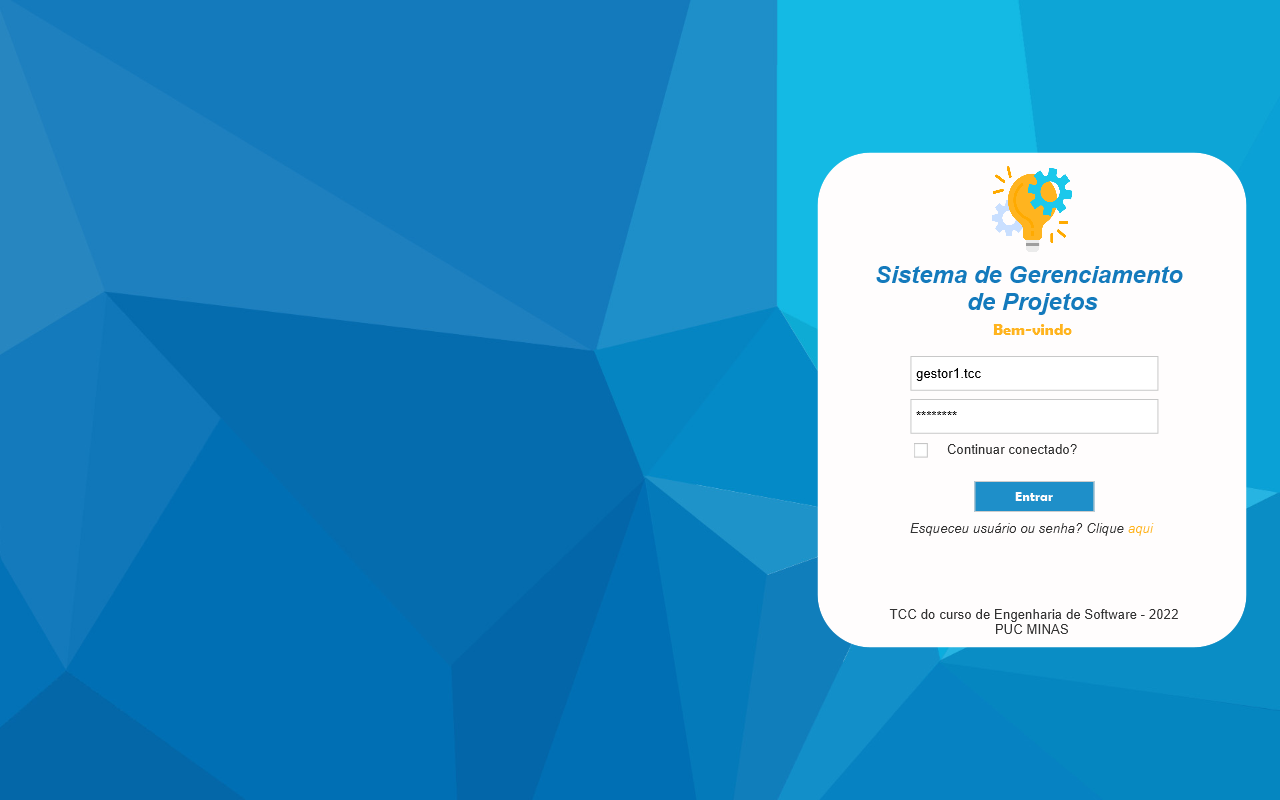 Sistema de Gerenciamento
de Projetos
Bem-vindo
gestor1.tcc
********
Continuar conectado?
Entrar
Esqueceu usuário ou senha? Clique aqui
TCC do curso de Engenharia de Software - 2022
PUC MINAS